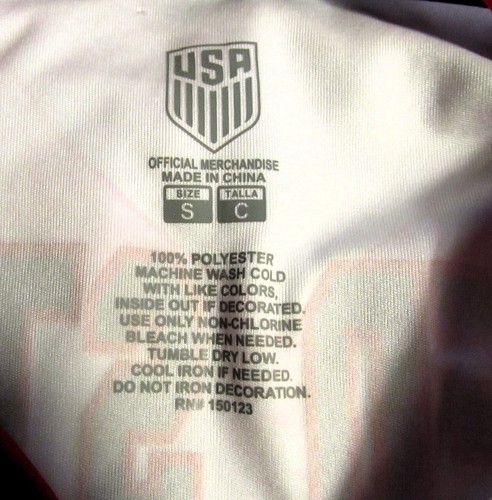 USA
OFFICIAL MERCHANDISE
MADE IN CHINA
SIZE TALLA
S C
100% POLYESTER
MACHINE WASH COLD
WITH LIKE COLORS,
INSIDE OUT IF DECORATED.
USE ONLY NON-CHLORINE
BLEACH WHEN NEEDED.
TUMBLE DRY LOW.
COOL IRON IF NEEDED.
DO NOT IRON DECORATION.
RN# 150123